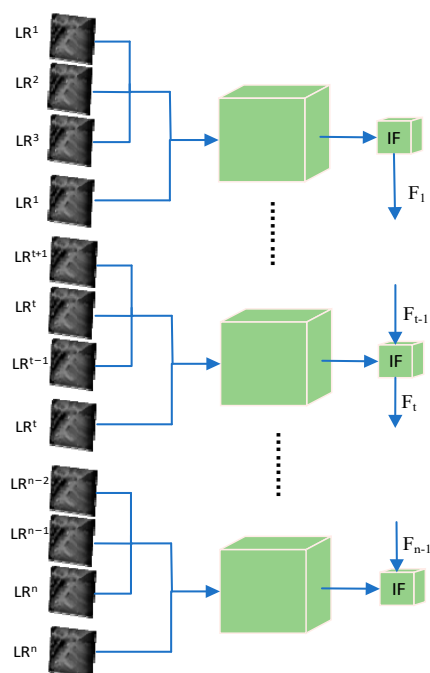 LR¹
LR²
LR³
IF
LR¹
F₁
LRᵗ⁺¹
LRᵗ
Fₜ₋₁
LRᵗ⁻¹
IF
LRᵗ
Fₜ
LRⁿ⁻²
LRⁿ⁻¹
Fₙ₋₁
LRⁿ
IF
LRⁿ